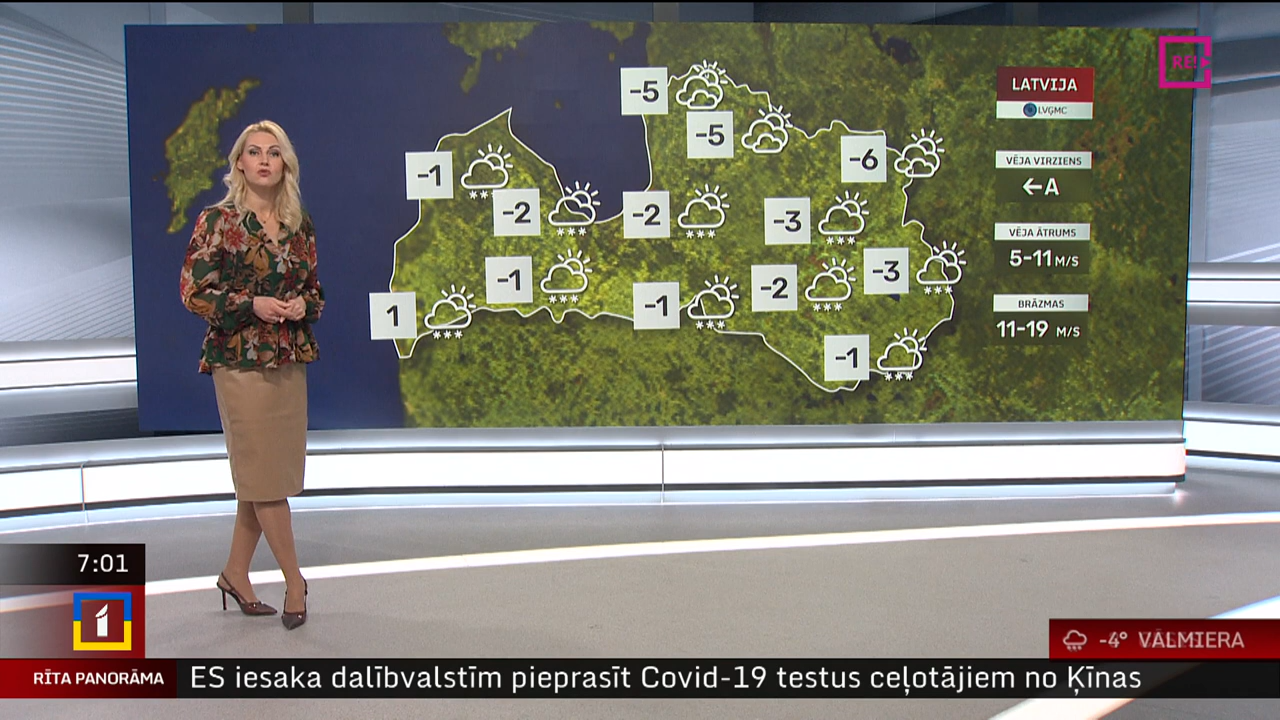 RE!
LATVIJA
LVĢMC
VĒJA VIRZIENS
←A
VĒJA ĀTRUMS
5-11 M/S
BRĀZMAS
11-19 M/S
-5
-5
-6
-1
-2
-2
-3
-1
-3
-2
-1
1
-1
7:01
1
-4° VALMIERA
RĪTA PANORĀMA
ES iesaka dalībvalstīm pieprasīt Covid-19 testus ceļotājiem no Ķīnas